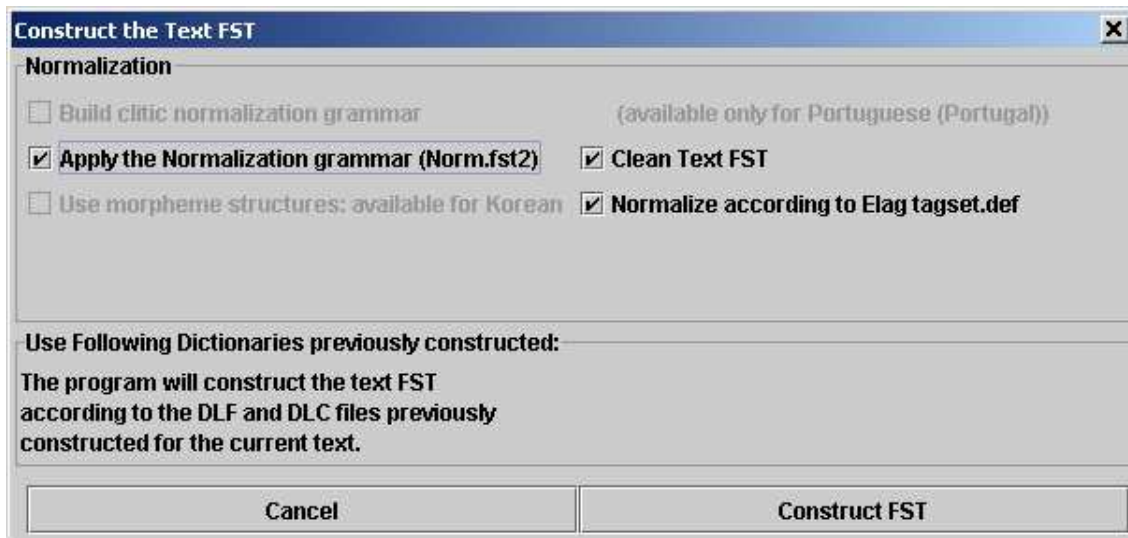 Construct the Text FST
Normalization
Build clitic normalization grammar (available only for Portuguese (Portugal))
Apply the Normalization grammar (Norm.fst2) Clean Text FST
Use morpheme structures: available for Korean Normalize according to Elag tagset.def
Use Following Dictionaries previously constructed:
The program will construct the text FST
according to the DLF and DLC files previously
constructed for the current text.
Cancel Construct FST